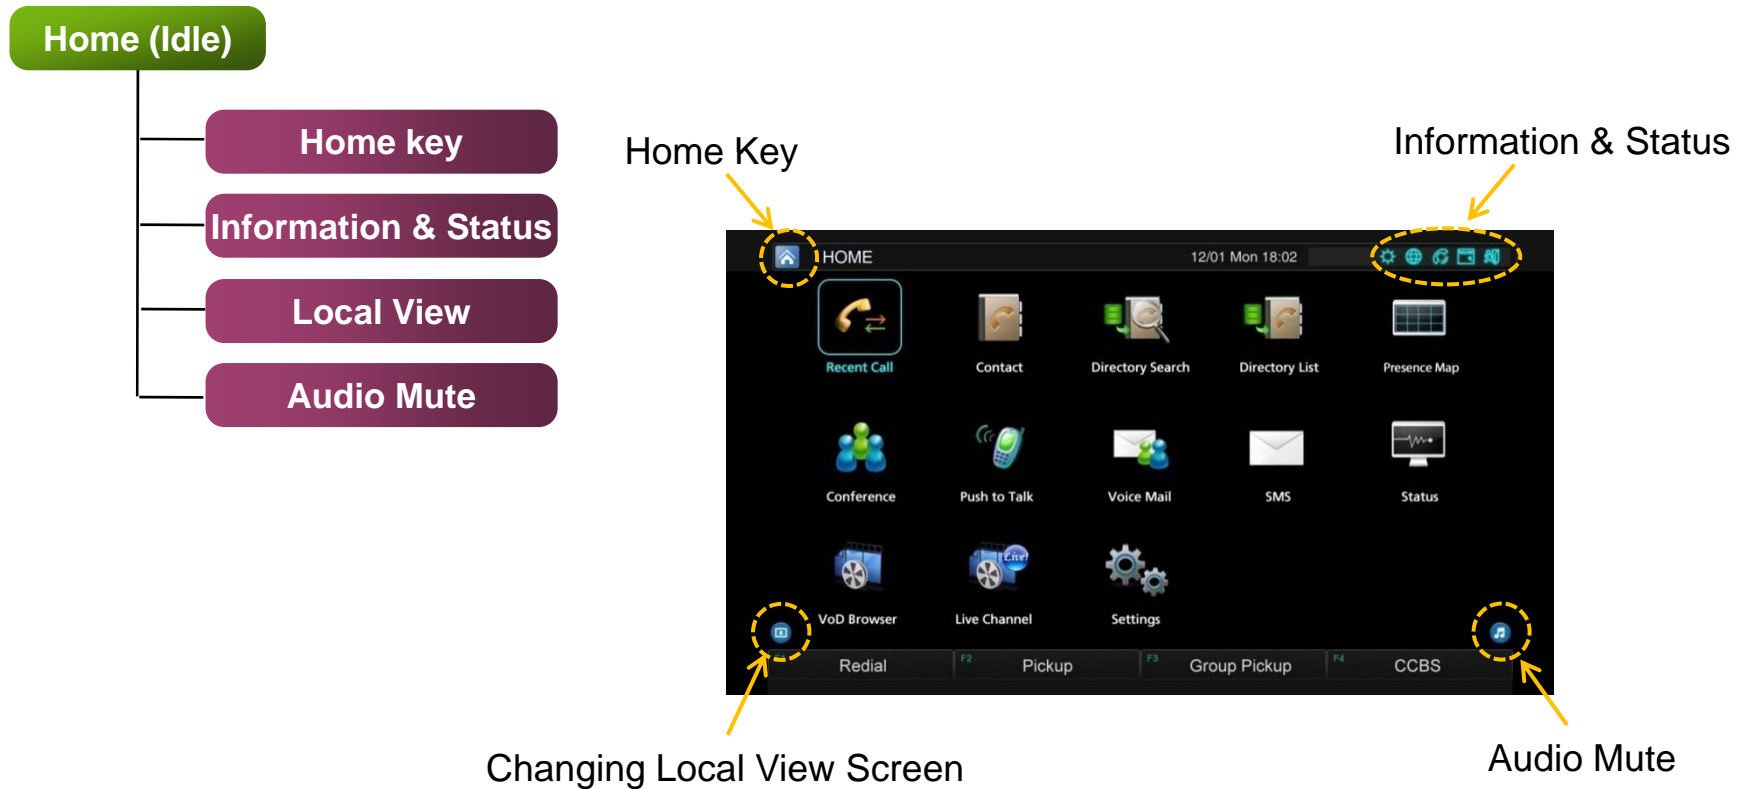 Home (Idle)
Home key
Information & Status
Local View
Audio Mute
Home Key
Information & Status
HOME
12/01 Mon 18:02
Recent Call
Contact
Directory Search
Directory List
Presence Map
Conference
Push to Talk
Voice Mail
SMS
Status
Live!
VoD Browser
Live Channel
Settings
Redial
F2 Pickup
F3 Group Pickup
F4 CCBS
Changing Local View Screen
Audio Mute